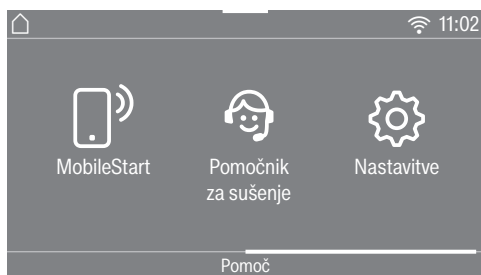 11:02
MobileStart
Pomočnik
za sušenje
Nastavitve
Pomoč